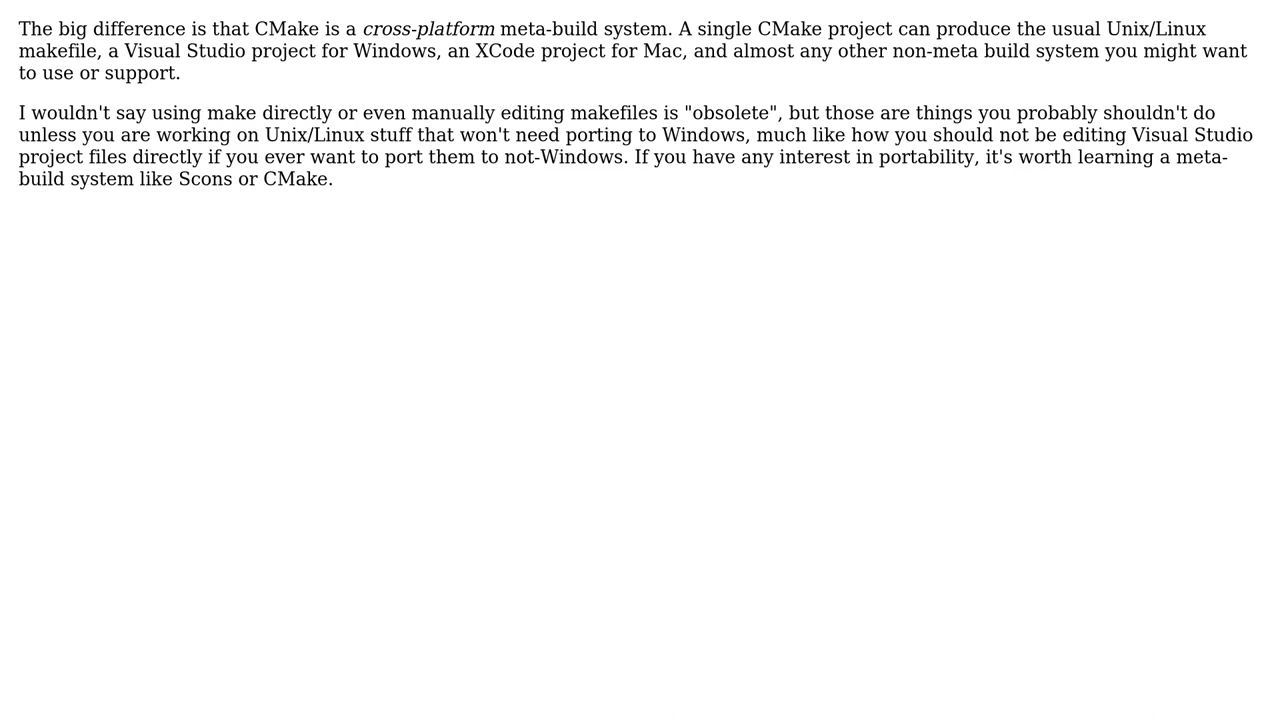 The big difference is that CMake is a cross-platform meta-build system. A single CMake project can produce the usual Unix/Linux
makefile, a Visual Studio project for Windows, an XCode project for Mac, and almost any other non-meta build system you might want
to use or support.
I wouldn't say using make directly or even manually editing makefiles is "obsolete", but those are things you probably shouldn't do
unless you are working on Unix/Linux stuff that won't need porting to Windows, much like how you should not be editing Visual Studio
project files directly if you ever want to port them to not-Windows. If you have any interest in portability, it's worth learning a meta-
build system like Scons or CMake.